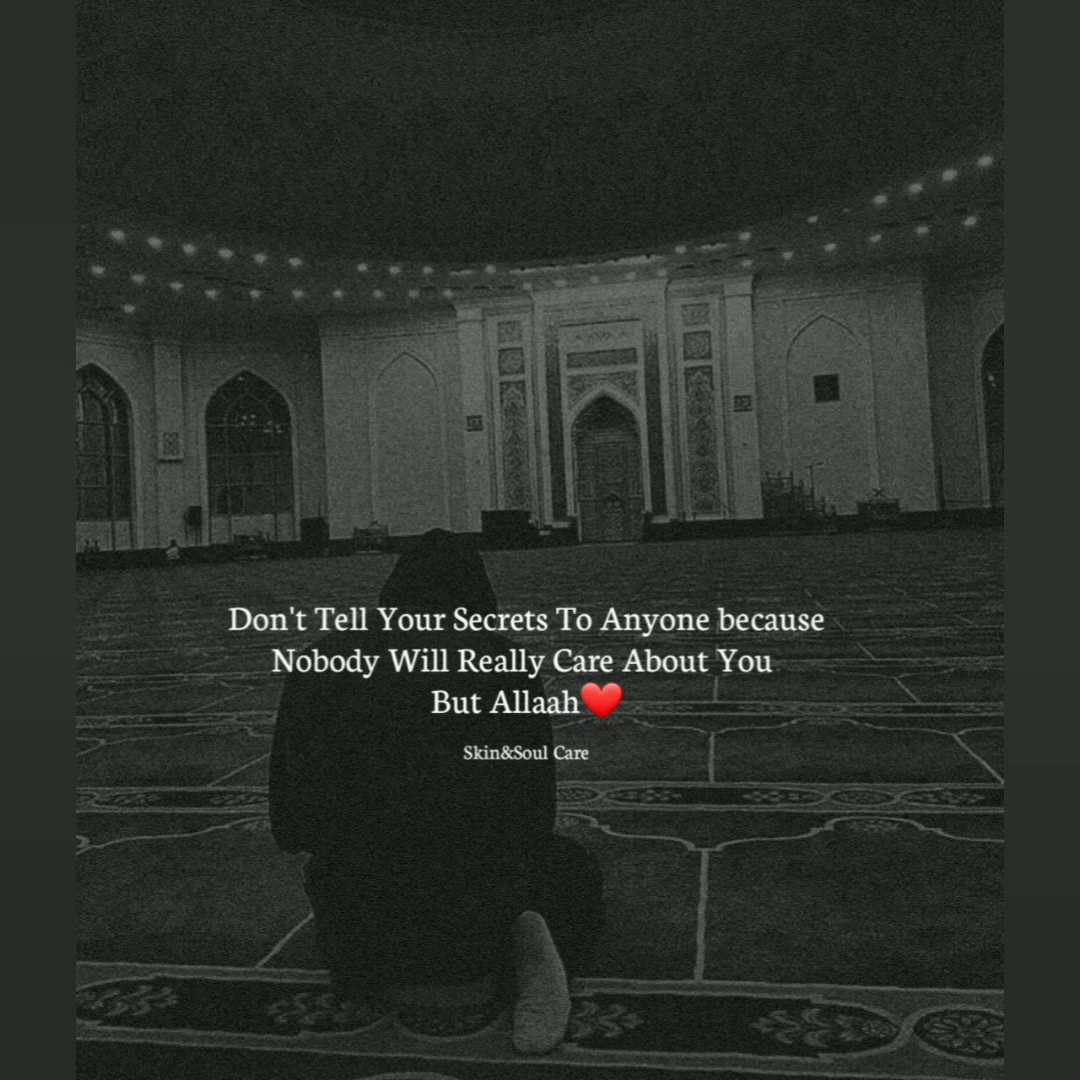 Don't Tell Your Secrets To Anyone because
Nobody Will Really Care About You
But Allaah❤️
Skin&Soul Care